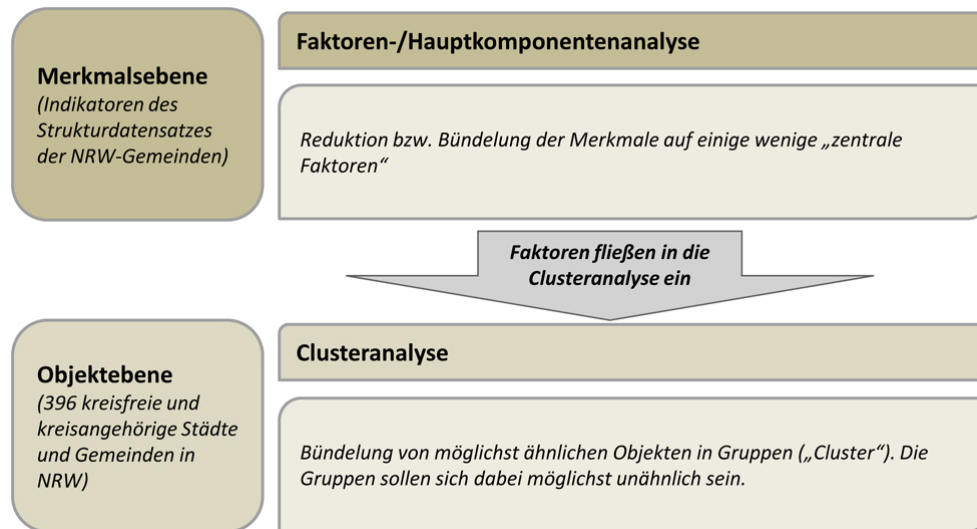 Merkmalsebene
(Indikatoren des
Strukturdatensatzes
der NRW-Gemeinden)
Faktoren-/Hauptkomponentenanalyse
Reduktion bzw. Bündelung der Merkmale auf einige wenige „zentrale
Faktoren“
Faktoren fließen in die
Clusteranalyse ein
Objektebene
(396 kreisfreie und
kreisangehörige Städte
und Gemeinden in
NRW)
Clusteranalyse
Bündelung von möglichst ähnlichen Objekten in Gruppen („Cluster“). Die
Gruppen sollen sich dabei möglichst unähnlich sein.